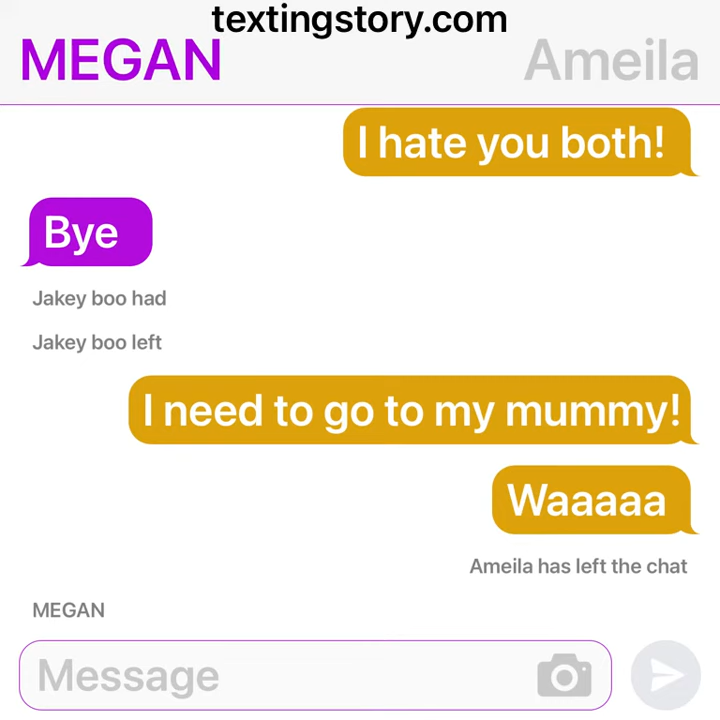 textingstory.com
MEGAN
Ameila
I hate you both!
Bye
Jakey boo had
Jakey boo left
I need to go to my mummy!
Waaaaa
Ameila has left the chat
MEGAN
Message